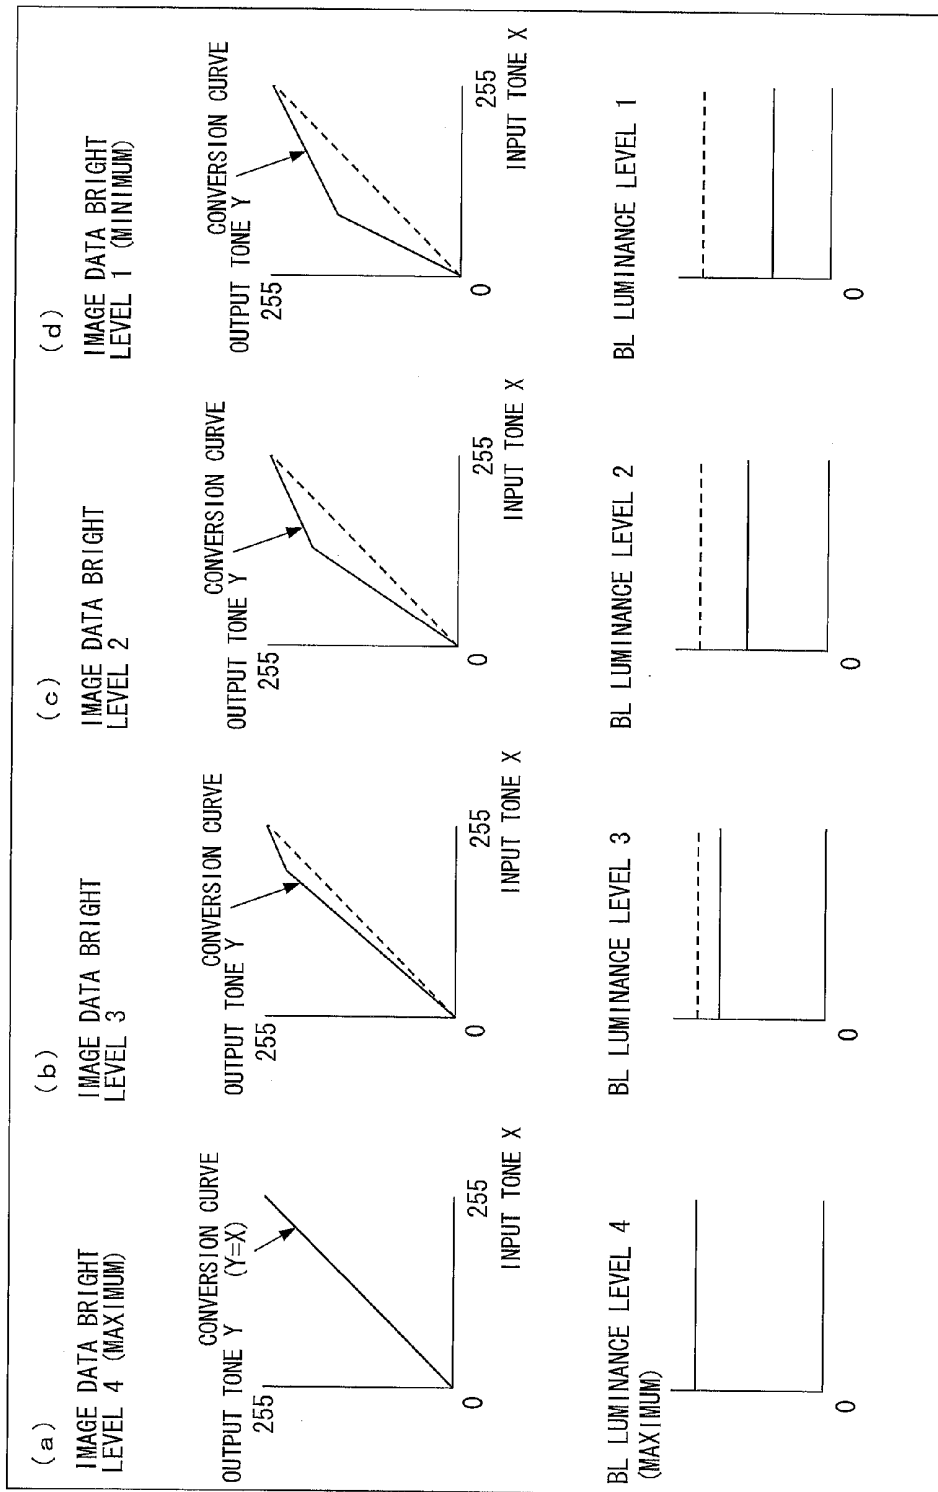 (a)
IMAGE DATA BRIGHT
LEVEL 4 (MAXIMUM)
CONVERSION CURVE
OUTPUT TONE Y (Y=X)
255
0
255
INPUT TONE X
BL LUMINANCE LEVEL 4
(MAXIMUM)
0
(b)
IMAGE DATA BRIGHT
LEVEL 3
CONVERSION CURVE
OUTPUT TONE Y
255
0
255
INPUT TONE X
BL LUMINANCE LEVEL 3
0
(c)
IMAGE DATA BRIGHT
LEVEL 2
CONVERSION CURVE
OUTPUT TONE Y
255
0
255
INPUT TONE X
BL LUMINANCE LEVEL 2
0
(d)
IMAGE DATA BRIGHT
LEVEL 1 (MINIMUM)
CONVERSION CURVE
OUTPUT TONE Y
255
0
255
INPUT TONE X
BL LUMINANCE LEVEL 1
0